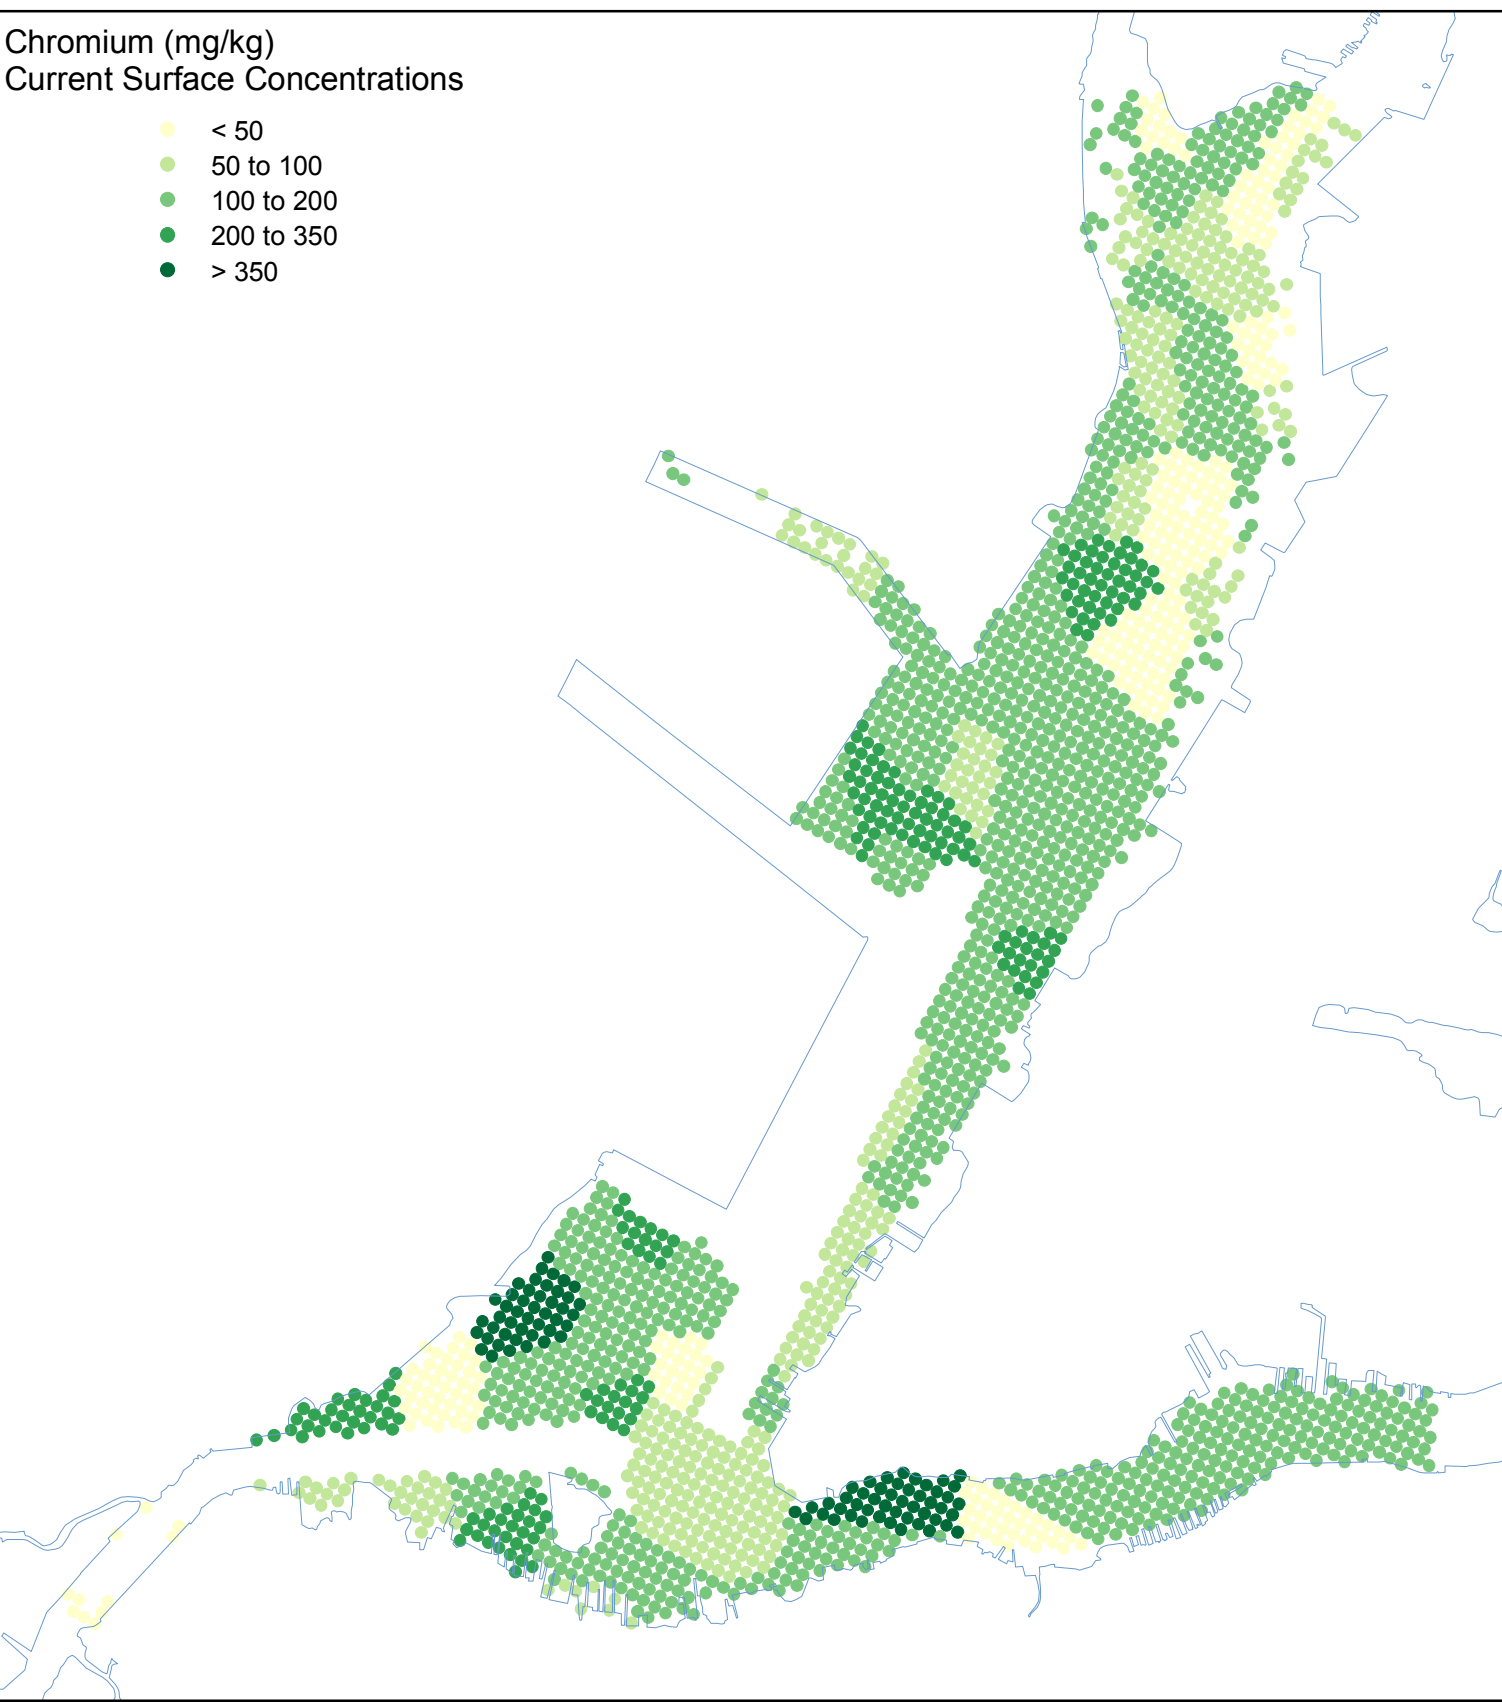 Chromium (mg/kg)
Current Surface Concentrations
< 50
50 to 100
100 to 200
200 to 350
> 350